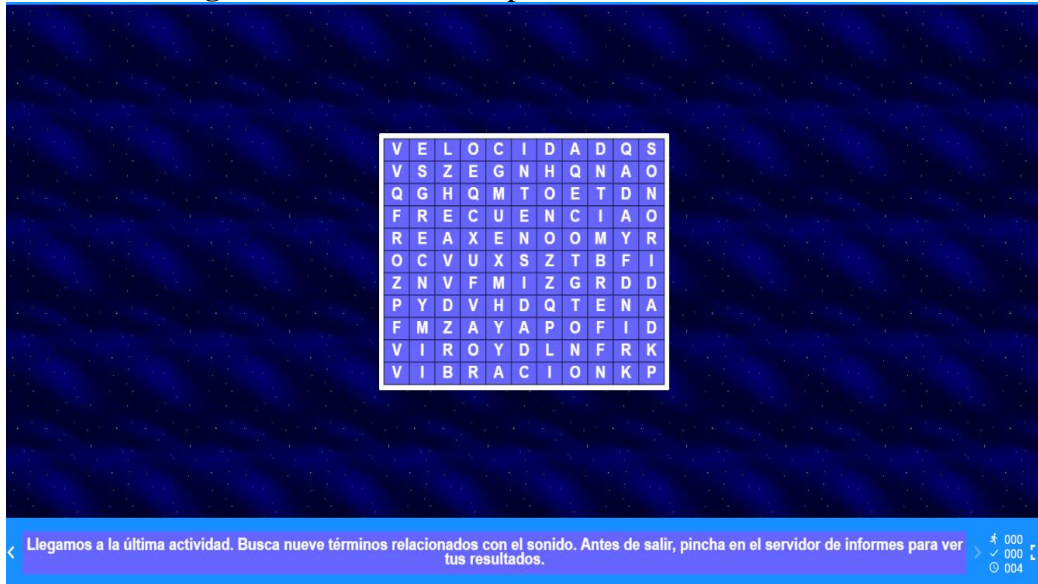 V E L O C I D A D Q S
V S Z E G N H Q N A O
Q G H Q M T O E T D N
F R E C U E N C I A O
R E A X E N O O M Y R
O C V U X S Z T B F I
Z N V F M I Z G R D D
P Y D V H D Q T E N A
F M Z A Y A P O F I D
V I R O Y D L N F R K
V I B R A C I O N K P
Llegamos a la última actividad. Busca nueve términos relacionados con el sonido. Antes de salir, pincha en el servidor de informes para ver
tus resultados.
000
000
004